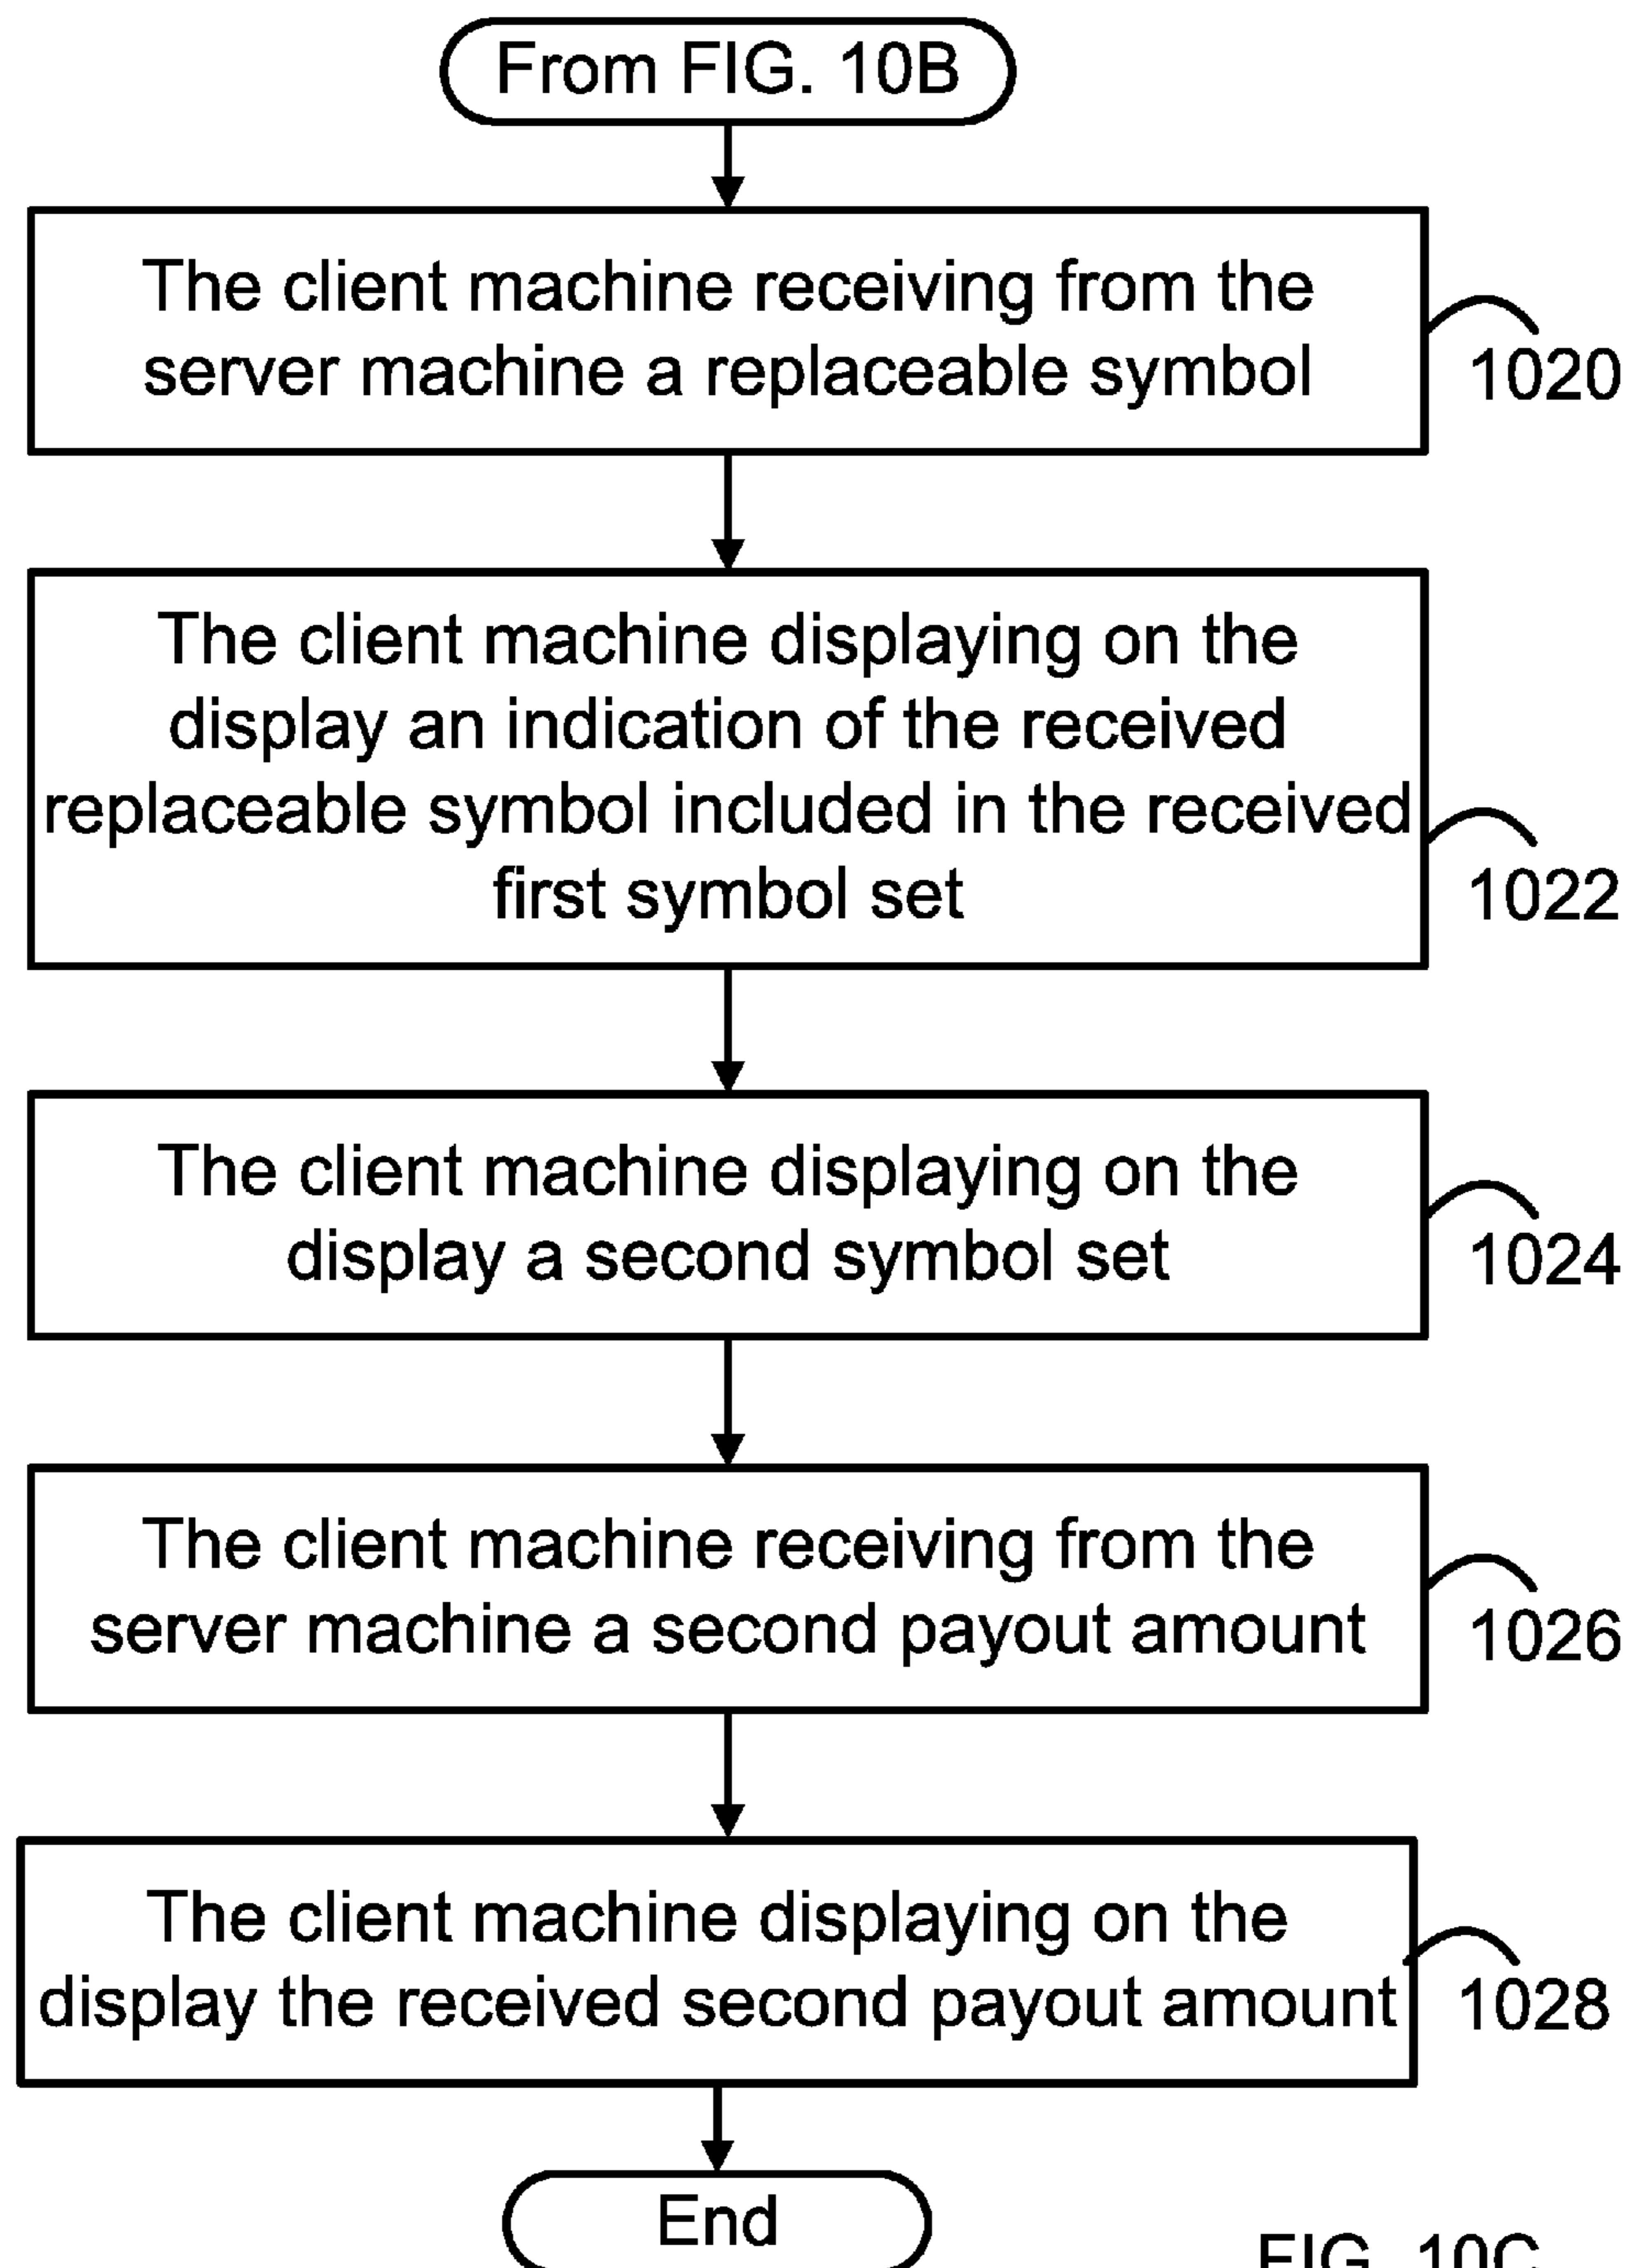 From FIG. 10B
The client machine receiving from the
server machine a replaceable symbol
1020
The client machine displaying on the
display an indication of the received
replaceable symbol included in the received
first symbol set
1022
The client machine displaying on the
display a second symbol set
1024
The client machine receiving from the
server machine a second payout amount
1026
The client machine displaying on the
display the received second payout amount
1028
End
FIG. 10C